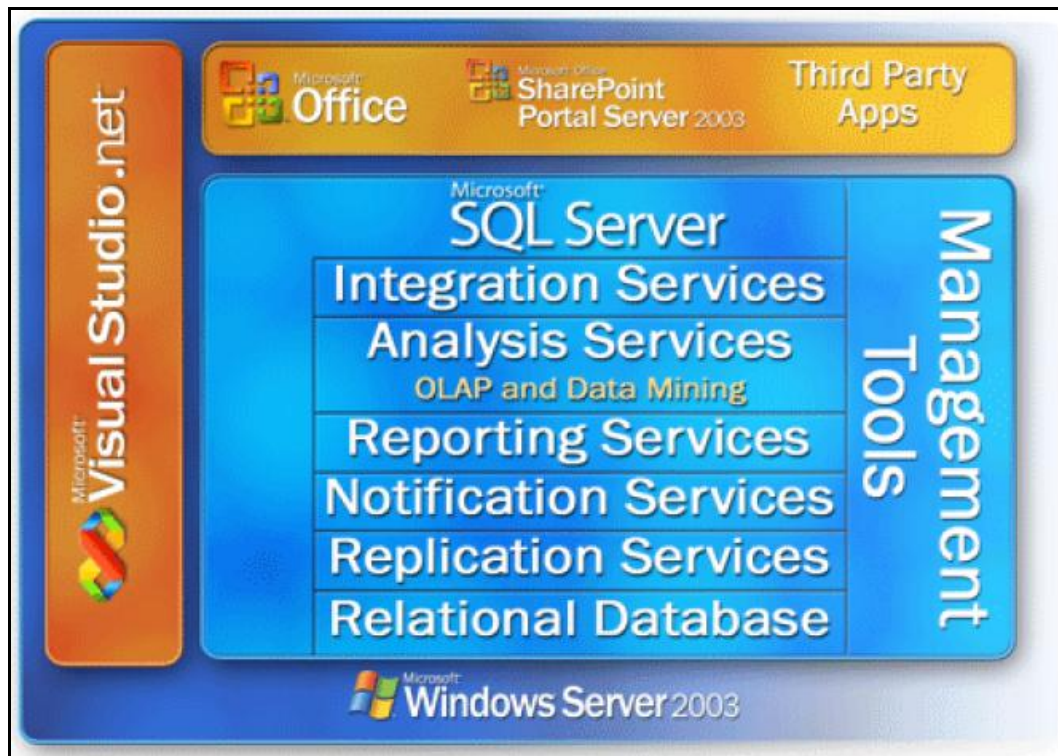 Microsoft
Visual Studio.net
Microsoft
Office
Microsoft Office
SharePoint
Portal Server 2003
Third Party
Apps
Microsoft
SQL Server
Integration Services
Analysis Services
OLAP and Data Mining
Reporting Services
Notification Services
Replication Services
Relational Database
Management
Tools
Microsoft
Windows Server 2003